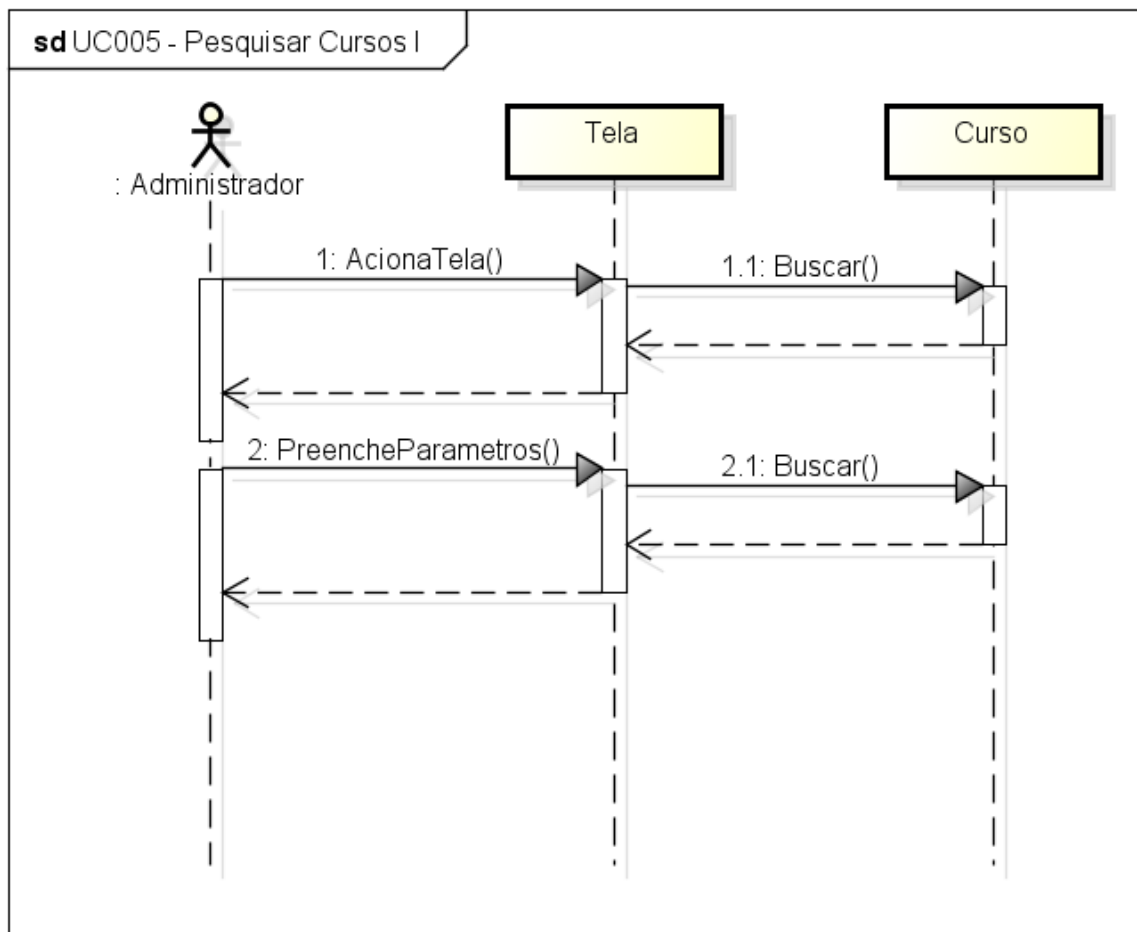 sd UC005 - Pesquisar Cursos I
: Administrador
Tela
Curso
1: AcionaTela()
1.1: Buscar()
2: PreencheParametros()
2.1: Buscar()